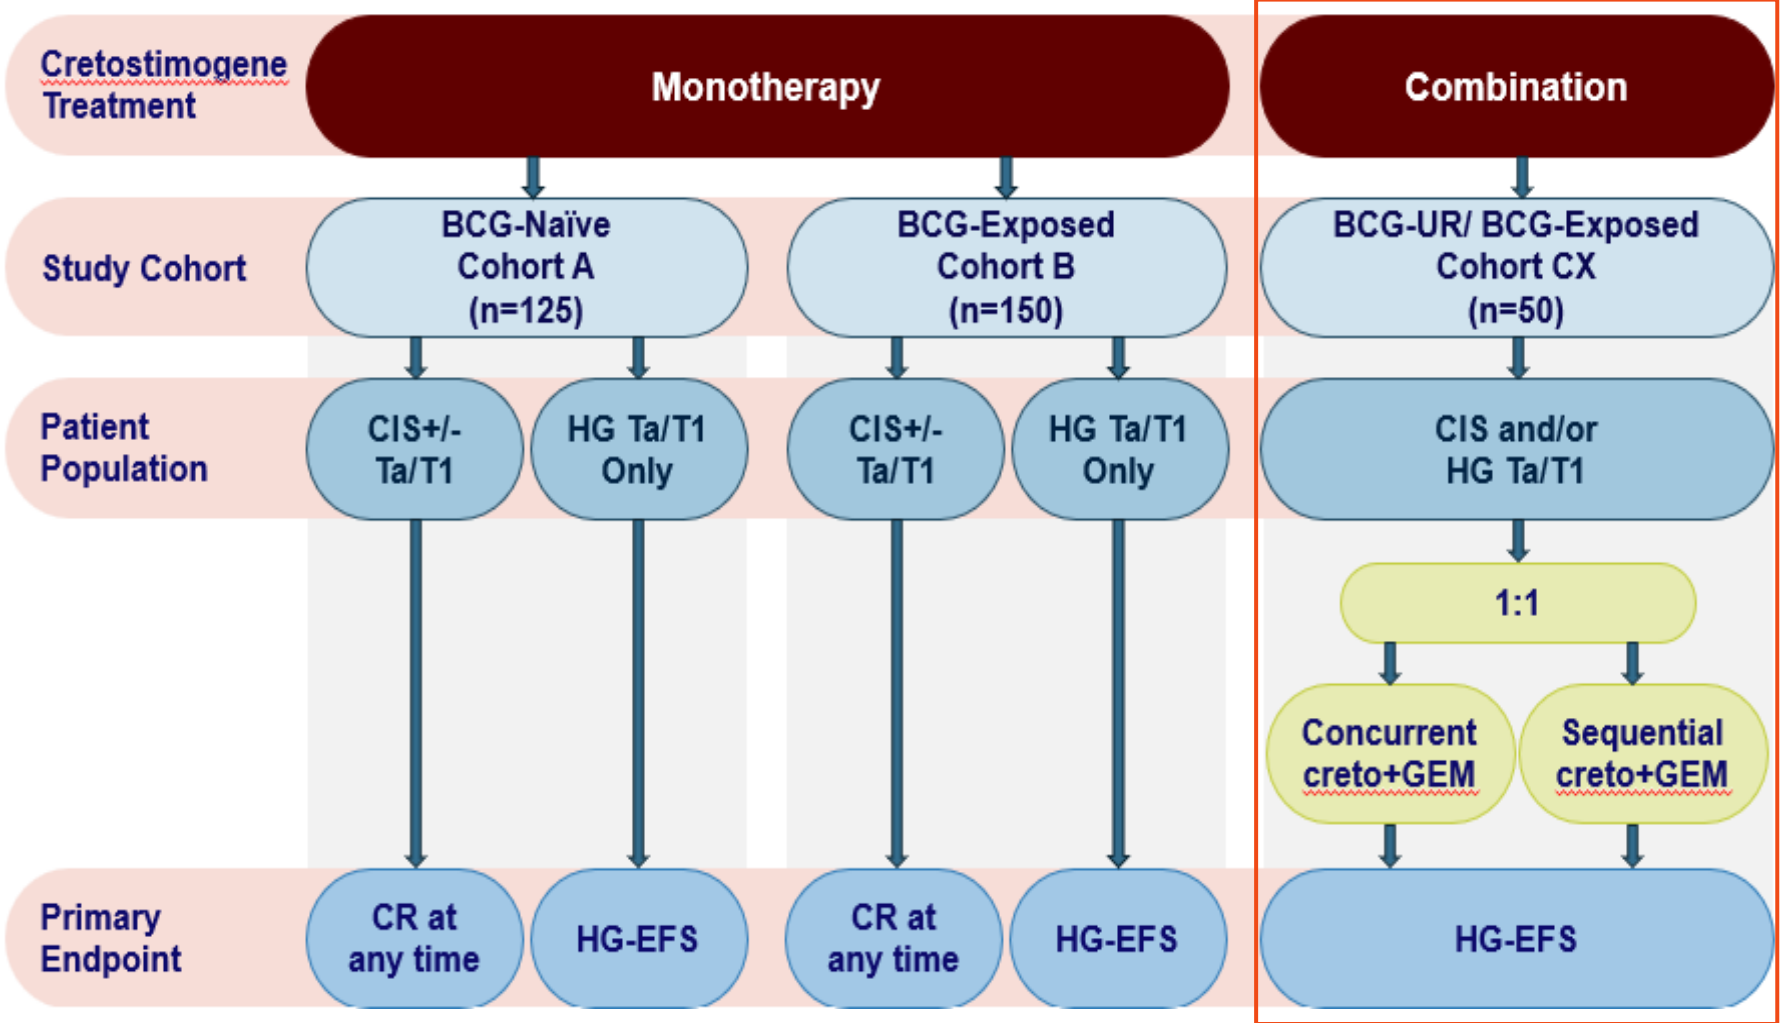 Cretostimogene
Treatment
Monotherapy
Combination
Study Cohort
BCG-Naïve
Cohort A
(n=125)
BCG-Exposed
Cohort B
(n=150)
BCG-UR/ BCG-Exposed
Cohort CX
(n=50)
Patient
Population
CIS+/-
Ta/T1
HG Ta/T1
Only
CIS+/-
Ta/T1
HG Ta/T1
Only
CIS and/or
HG Ta/T1
1:1
Concurrent
creto+GEM
Sequential
creto+GEM
Primary
Endpoint
CR at
any time
HG-EFS
CR at
any time
HG-EFS
HG-EFS